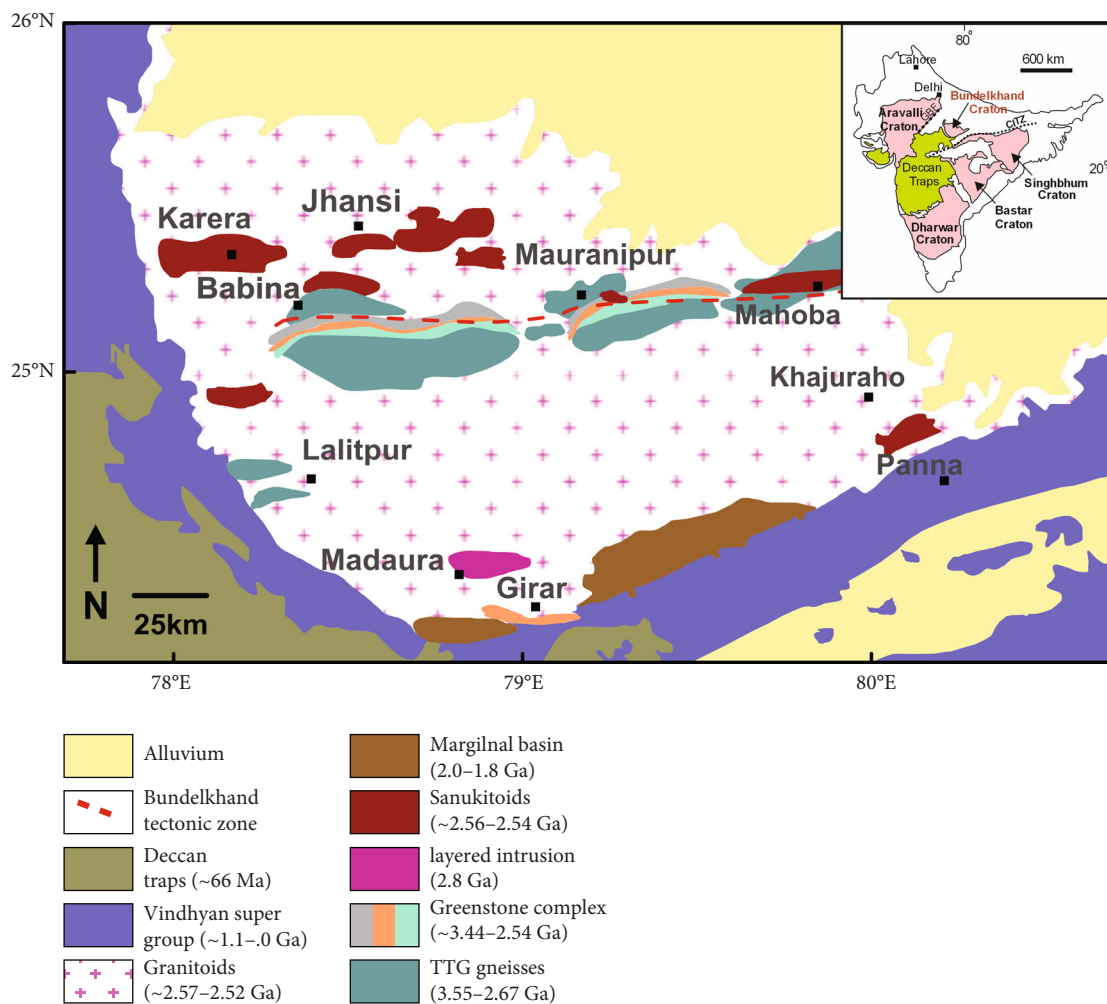 26°N
25°N
Karera
Jhansi
Babina
Mauranipur
Mahoba
Khajuraho
Lalitpur
Panna
Madaura
Girar
N
25km
78°E
79°E
80°E
80°
600 km
Lahore
Delhi
Bundelkhand
Craton
Aravalli
Craton
GBF
CITZ
20°
Deccan
Traps
Singhbhum
Craton
Bastar
Craton
Dharwar
Craton
Alluvium
Bundelkhand
tectonic zone
Deccan
traps (~66 Ma)
Vindhyan super
group (~1.1–.0 Ga)
Granitoids
(~2.57–2.52 Ga)
Margilnal basin
(2.0–1.8 Ga)
Sanukitoids
(~2.56–2.54 Ga)
layered intrusion
(2.8 Ga)
Greenstone complex
(~3.44–2.54 Ga)
TTG gneisses
(3.55–2.67 Ga)